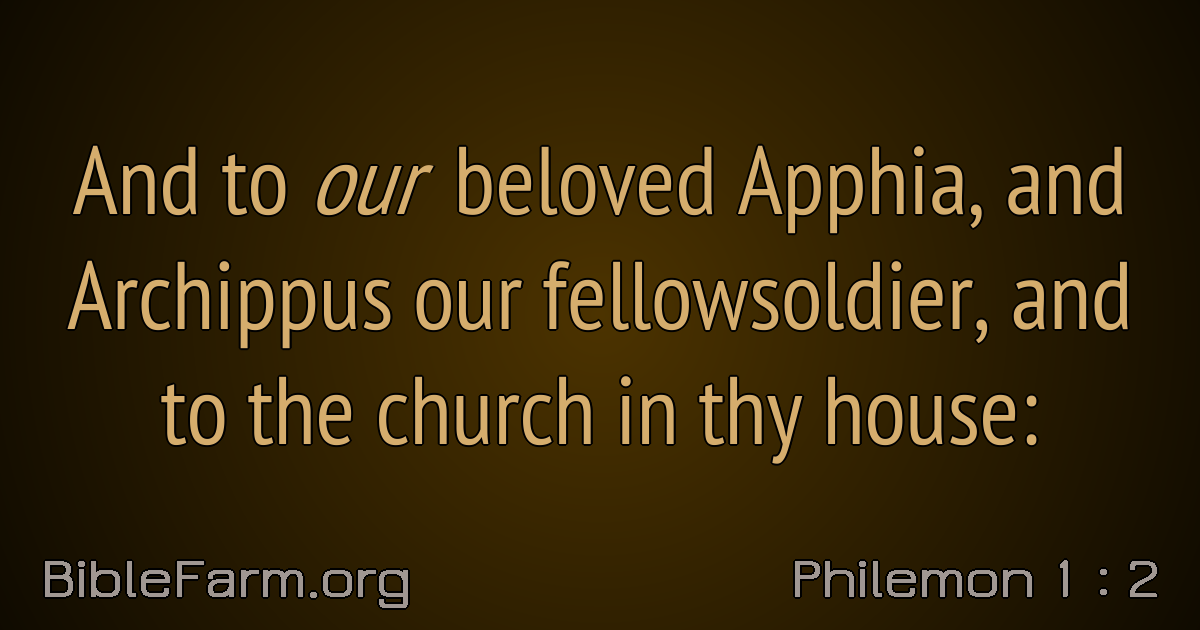 And to our beloved Apphia, and
Archippus our fellowsoldier, and
to the church in thy house:
BibleFarm.org
Philemon 1 : 2